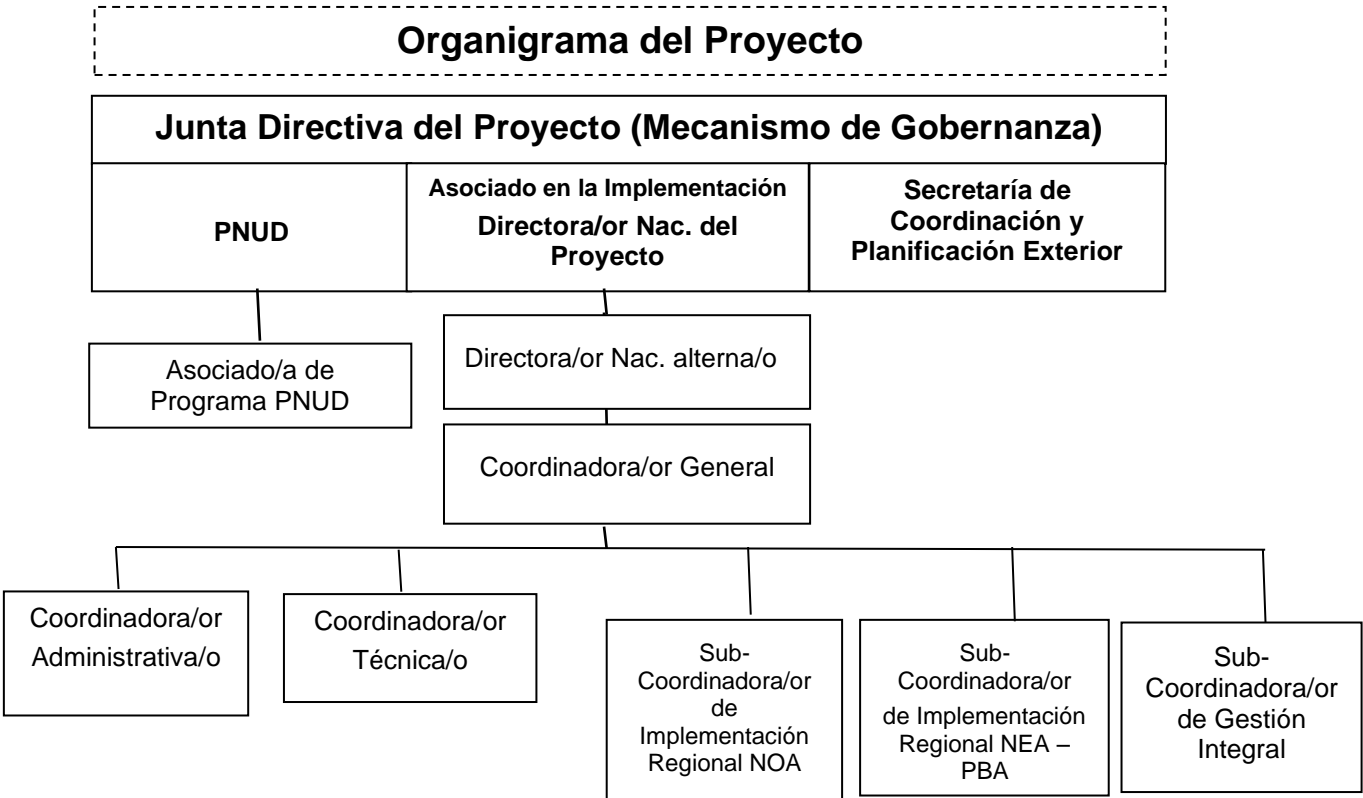 Organigrama del Proyecto
Junta Directiva del Proyecto (Mecanismo de Gobernanza)
PNUD
Asociado en la Implementación
Directora/or Nac. del
Proyecto
Secretaría de
Coordinación y
Planificación Exterior
Asociado/a de
Programa PNUD
Directora/or Nac. alterna/o
Coordinadora/or General
Coordinadora/or
Administrativa/o
Coordinadora/or
Técnica/o
Sub-
Coordinadora/or
de
Implementación
Regional NOA
Sub-
Coordinadora/or
de Implementación
Regional NEA –
PBA
Sub-
Coordinadora/or
de Gestión
Integral